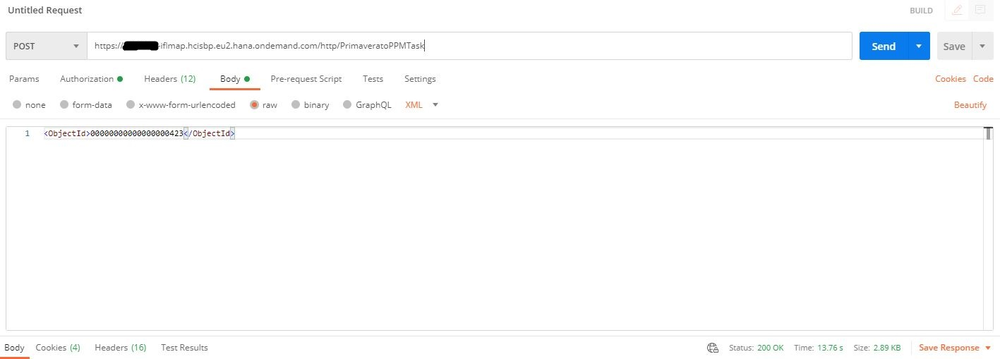 Untitled Request
BUILD
POST
https://
-iflmap.hcisbp.eu2.hana.ondemand.com/http/PrimaveratoPPMTask
Send
Save
Params Authorization Headers (12) Body Pre-request Script Tests Settings Cookies Code
none form-data x-www-form-urlencoded raw binary GraphQL XML Beautify
1 <ObjectId>00000000000000000423</ObjectId>
Body Cookies (4) Headers (16) Test Results Status: 200 OK Time: 13.76 s Size: 2.89 KB Save Response